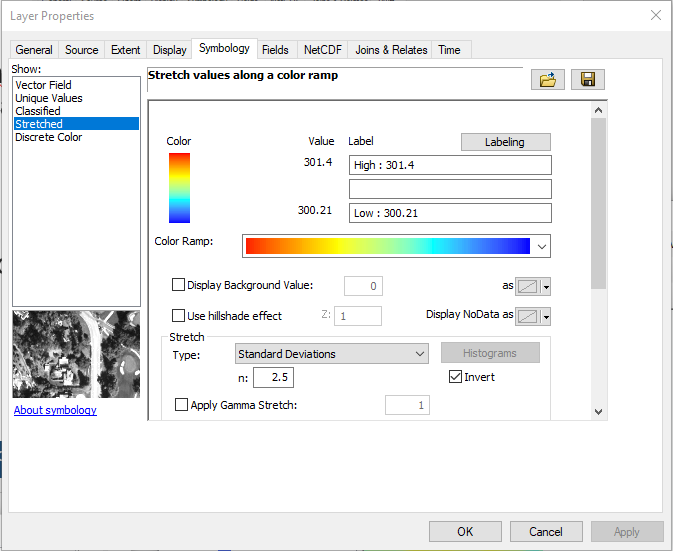 Layer Properties
General Source Extent Display Symbology Fields NetCDF Joins & Relates Time
Show:
Vector Field
Unique Values
Classified
Stretched
Discrete Color
About symbology
Stretch values along a color ramp
Color Value Label Labeling
301.4 High : 301.4
300.21 Low : 300.21
Color Ramp:
Display Background Value: 0 as
Use hillshade effect Z: 1 Display NoData as
Stretch
Type: Standard Deviations Histograms
n: 2.5 Invert
Apply Gamma Stretch: 1
OK Cancel Apply